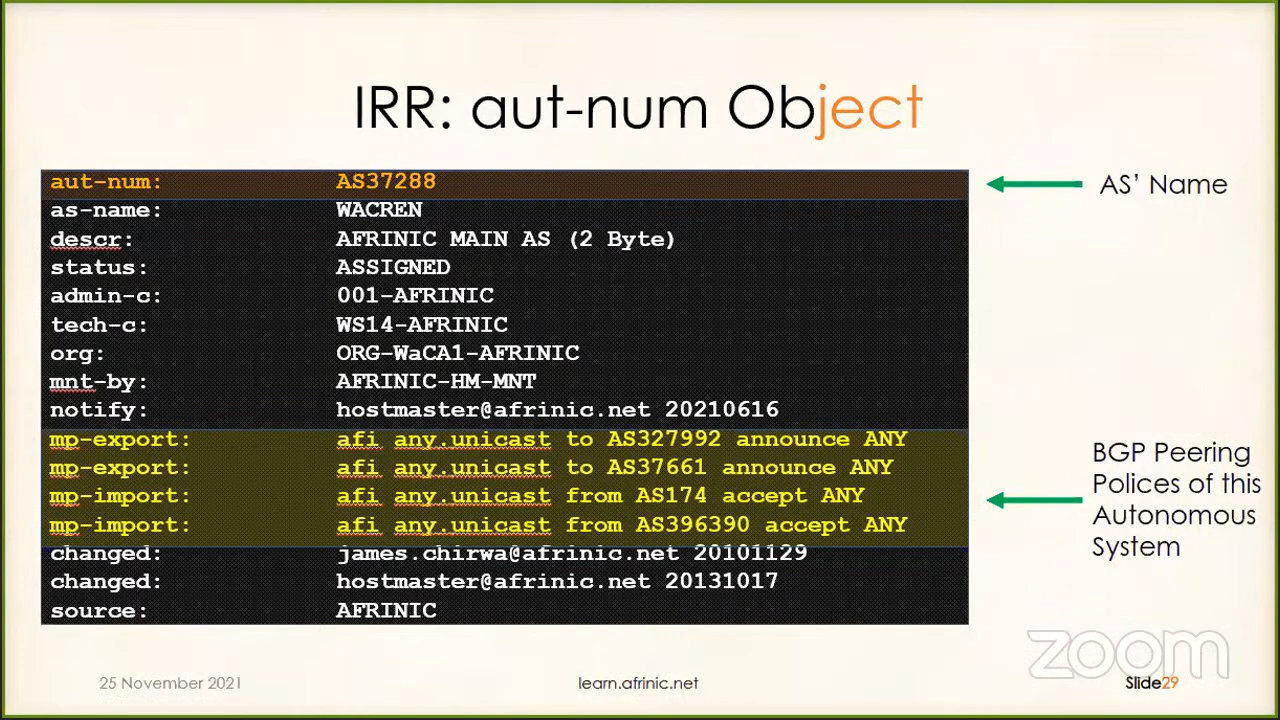 IRR: aut-num Object
aut-num: AS37288
as-name: WACREN
descr: AFRINIC MAIN AS (2 Byte)
status: ASSIGNED
admin-c: 001-AFRINIC
tech-c: WS14-AFRINIC
org: ORG-WaCA1-AFRINIC
mnt-by: AFRINIC-HM-MNT
notify: hostmaster@afrinic.net 20210616
mp-export: afi any.unicast to AS327992 announce ANY
mp-export: afi any.unicast to AS37661 announce ANY
mp-import: afi any.unicast from AS174 accept ANY
mp-import: afi any.unicast from AS396390 accept ANY
changed: james.chirwa@afrinic.net 20101129
changed: hostmaster@afrinic.net 20131017
source: AFRINIC
AS’ Name
BGP Peering
Polices of this
Autonomous
System
zoom
25 November 2021
learn.afrinic.net
Slide29